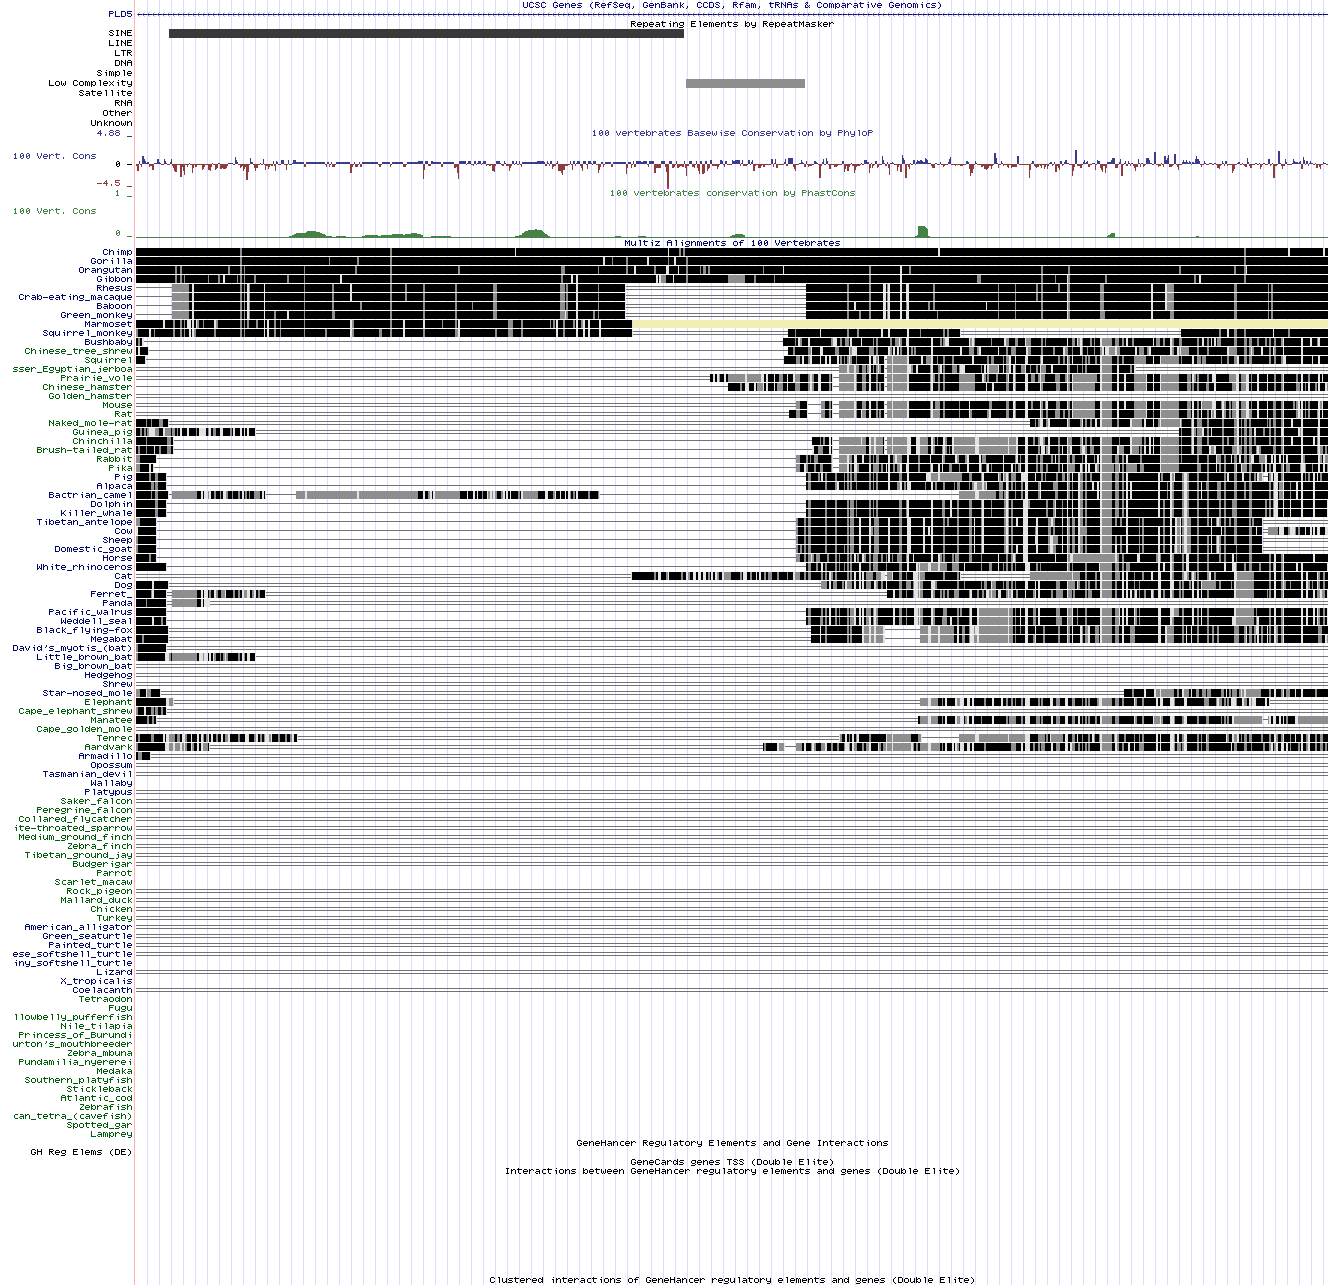 UCSC Genes (RefSeq, GenBank, CCDS, Rfam, tRNAs & Comparative Genomics)
PLD5
Repeating Elements by RepeatMasker
SINE
LINE
LTR
DNA
Simple
Low Complexity
Satellite
RNA
Other
Unknown
4.88 _
100 vertebrates Basewise Conservation by PhyloP
100 Vert. Cons
0 _
-4.5 _
1 _
100 vertebrates conservation by PhastCons
100 Vert. Cons
0 _
Multiz Alignments of 100 Vertebrates
Chimp
Gorilla
Orangutan
Gibbon
Rhesus
Crab-eating_macaque
Baboon
Green_monkey
Marmoset
Squirrel_monkey
Bushbaby
Chinese_tree_shrew
Squirrel
sser_Egyptian_jerboa
Prairie_vole
Chinese_hamster
Golden_hamster
Mouse
Rat
Naked_mole-rat
Guinea_pig
Chinchilla
Brush-tailed_rat
Rabbit
Pika
Pig
Alpaca
Bactrian_camel
Dolphin
Killer_whale
Tibetan_antelope
Cow
Sheep
Domestic_goat
Horse
White_rhinoceros
Cat
Dog
Ferret_
Panda
Pacific_walrus
Weddell_seal
Black_flying-fox
Megabat
David's_myotis_(bat)
Little_brown_bat
Big_brown_bat
Hedgehog
Shrew
Star-nosed_mole
Elephant
Cape_elephant_shrew
Manatee
Cape_golden_mole
Tenrec
Aardvark
Armadillo
Opossum
Tasmanian_devil
Wallaby
Platypus
Saker_falcon
Peregrine_falcon
Collared_flycatcher
ite-throated_sparrow
Medium_ground_finch
Zebra_finch
Tibetan_ground_jay
Budgerigar
Parrot
Scarlet_macaw
Rock_pigeon
Mallard_duck
Chicken
Turkey
American_alligator
Green_seaturtle
Painted_turtle
ese_softshell_turtle
iny_softshell_turtle
Lizard
X_tropicalis
Coelacanth
Tetraodon
Fugu
llowbelly_pufferfish
Nile_tilapia
Princess_of_Burundi
urton's_mouthbreeder
Zebra_mbuna
Pundamilia_nyererei
Medaka
Southern_platyfish
Stickleback
Atlantic_cod
Zebrafish
can_tetra_(cavefish)
Spotted_gar
Lamprey
GeneHancer Regulatory Elements and Gene Interactions
GH Reg Elems (DE)
GeneCards genes TSS (Double Elite)
Interactions between GeneHancer regulatory elements and genes (Double Elite)
Clustered interactions of GeneHancer regulatory elements and genes (Double Elite)